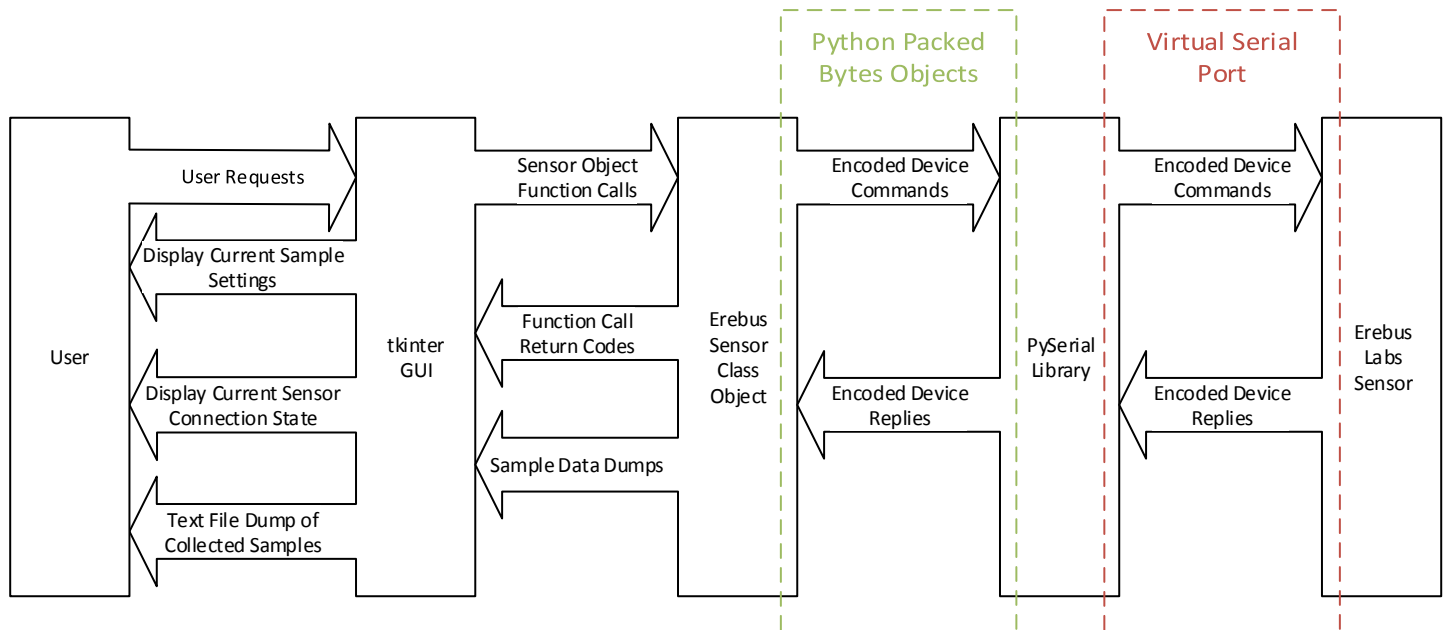 Python Packed
Bytes Objects
Virtual Serial
Port
User Requests
Sensor Object
Function Calls
Encoded Device
Commands
Encoded Device
Commands
Display Current Sample
Settings
User
tkinter
GUI
Function Call
Return Codes
Erebus
Sensor
Class
Object
PySerial
Library
Erebus
Labs
Sensor
Display Current Sensor
Connection State
Encoded Device
Replies
Encoded Device
Replies
Sample Data Dumps
Text File Dump of
Collected Samples